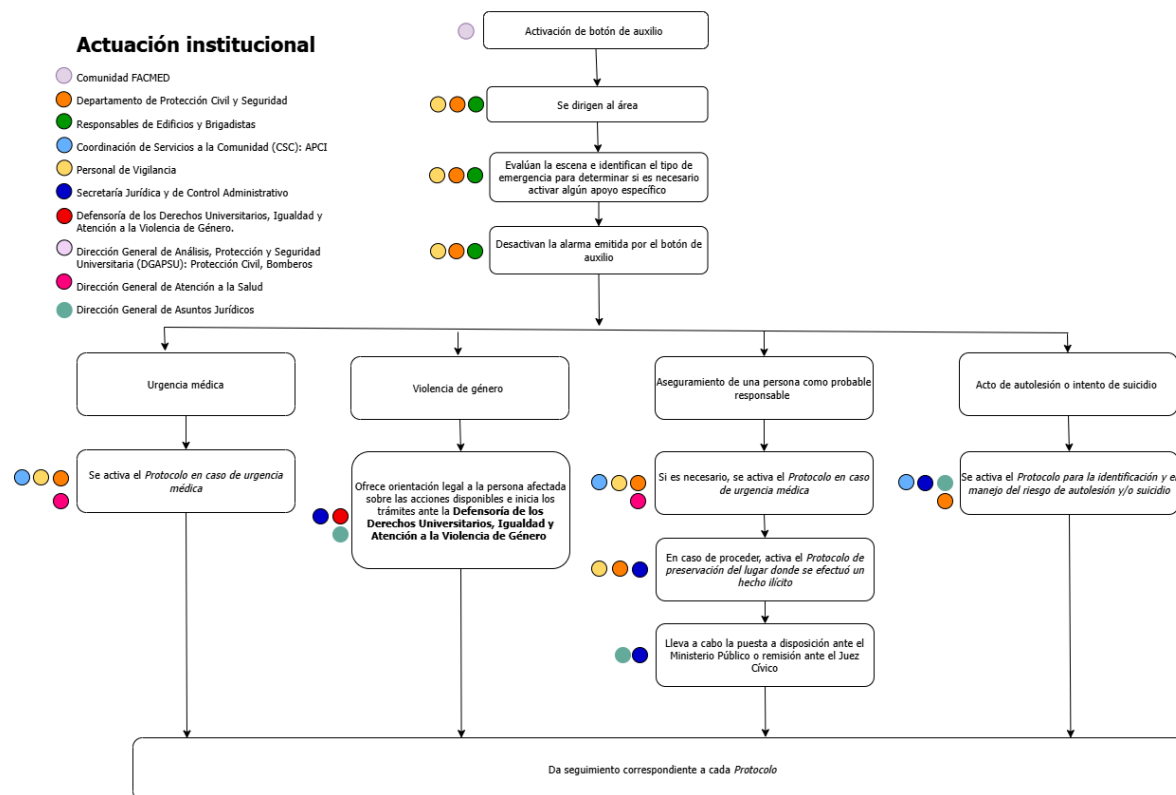 Actuación institucional
Comunidad FACMED
Departamento de Protección Civil y Seguridad
Responsables de Edificios y Brigadistas
Coordinación de Servicios a la Comunidad (CSC): APCI
Personal de Vigilancia
Secretaría Jurídica y de Control Administrativo
Defensoría de los Derechos Universitarios, Igualdad y
Atención a la Violencia de Género.
Dirección General de Análisis, Protección y Seguridad
Universitaria (DGAPSU): Protección Civil, Bomberos
Dirección General de Atención a la Salud
Dirección General de Asuntos Jurídicos
Activación de botón de auxilio
Se dirigen al área
Evalúan la escena e identifican el tipo de
emergencia para determinar si es necesario
activar algún apoyo específico
Desactivan la alarma emitida por el botón de
auxilio
Urgencia médica
Violencia de género
Aseguramiento de una persona como probable
responsable
Acto de autolesión o intento de suicidio
Se activa el Protocolo en caso de urgencia
médica
Ofrece orientación legal a la persona afectada
sobre las acciones disponibles e inicia los
trámites ante la Defensoría de los
Derechos Universitarios, Igualdad y
Atención a la Violencia de Género
Si es necesario, se activa el Protocolo en caso
de urgencia médica
Se activa el Protocolo para la identificación y el
manejo del riesgo de autolesión y/o suicidio
En caso de proceder, activa el Protocolo de
preservación del lugar donde se efectuó un
hecho ilícito
Lleva a cabo la puesta a disposición ante el
Ministerio Público o remisión ante el Juez
Cívico
Da seguimiento correspondiente a cada Protocolo